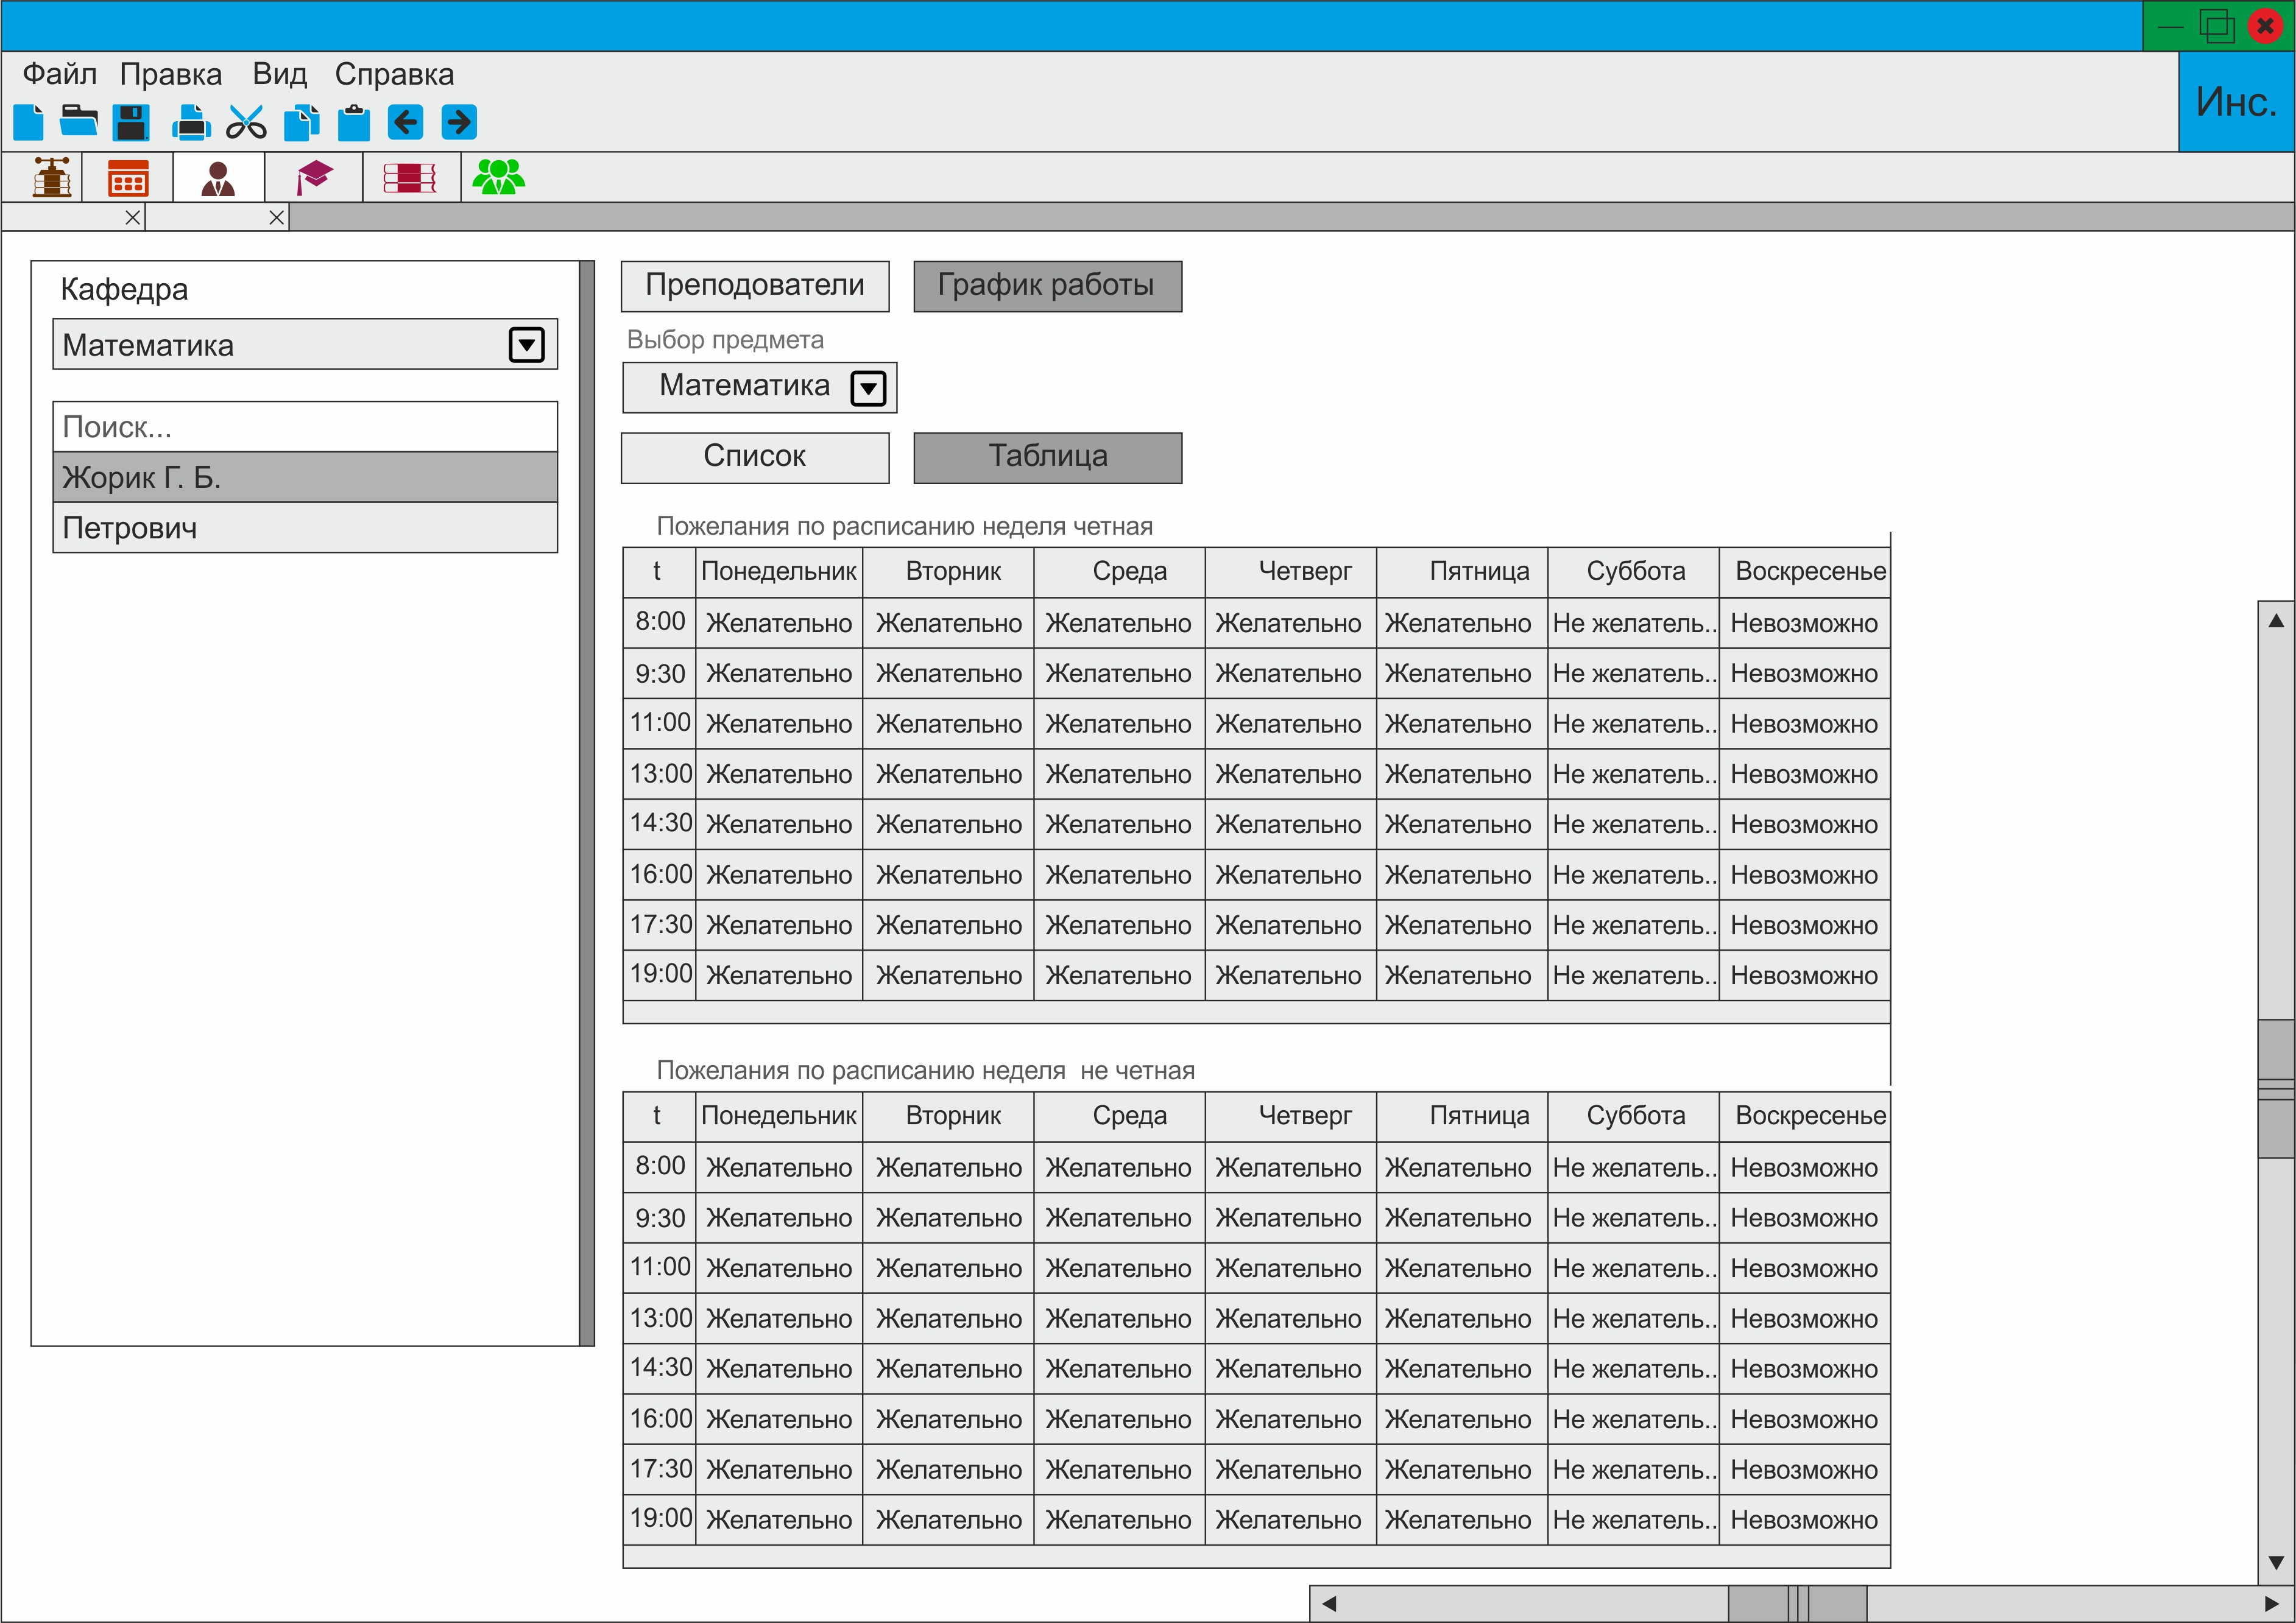 Файл Правка Вид Справка
Инс.
Кафедра
Математика
Поиск...
Жорик Г. Б.
Петрович
Преподователи График работы
Выбор предмета
Математика
Список Таблица
Пожелания по расписанию неделя четная
t Понедельник Вторник Среда Четверг Пятница Суббота Воскресенье
8:00 Желательно Желательно Желательно Желательно Желательно Не желатель.. Невозможно
9:30 Желательно Желательно Желательно Желательно Желательно Не желатель.. Невозможно
11:00 Желательно Желательно Желательно Желательно Желательно Не желатель.. Невозможно
13:00 Желательно Желательно Желательно Желательно Желательно Не желатель.. Невозможно
14:30 Желательно Желательно Желательно Желательно Желательно Не желатель.. Невозможно
16:00 Желательно Желательно Желательно Желательно Желательно Не желатель.. Невозможно
17:30 Желательно Желательно Желательно Желательно Желательно Не желатель.. Невозможно
19:00 Желательно Желательно Желательно Желательно Желательно Не желатель.. Невозможно
Пожелания по расписанию неделя не четная
t Понедельник Вторник Среда Четверг Пятница Суббота Воскресенье
8:00 Желательно Желательно Желательно Желательно Желательно Не желатель.. Невозможно
9:30 Желательно Желательно Желательно Желательно Желательно Не желатель.. Невозможно
11:00 Желательно Желательно Желательно Желательно Желательно Не желатель.. Невозможно
13:00 Желательно Желательно Желательно Желательно Желательно Не желатель.. Невозможно
14:30 Желательно Желательно Желательно Желательно Желательно Не желатель.. Невозможно
16:00 Желательно Желательно Желательно Желательно Желательно Не желатель.. Невозможно
17:30 Желательно Желательно Желательно Желательно Желательно Не желатель.. Невозможно
19:00 Желательно Желательно Желательно Желательно Желательно Не желатель.. Невозможно